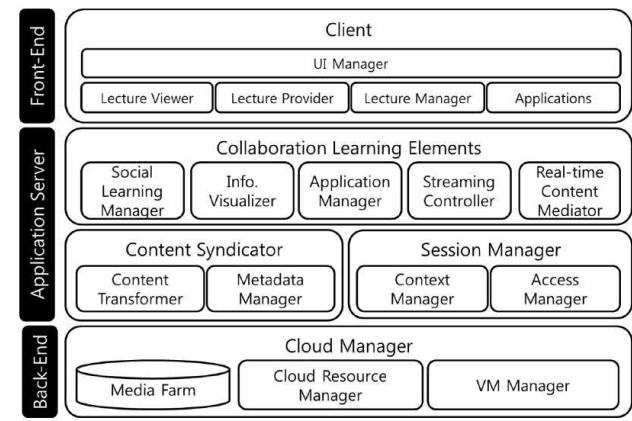 Front-End
Client
UI Manager
Lecture Viewer
Lecture Provider
Lecture Manager
Applications
Application Server
Collaboration Learning Elements
Social
Learning
Manager
Info.
Visualizer
Application
Manager
Streaming
Controller
Real-time
Content
Mediator
Content Syndicator
Content
Transformer
Metadata
Manager
Session Manager
Context
Manager
Access
Manager
Back-End
Cloud Manager
Media Farm
Cloud Resource
Manager
VM Manager